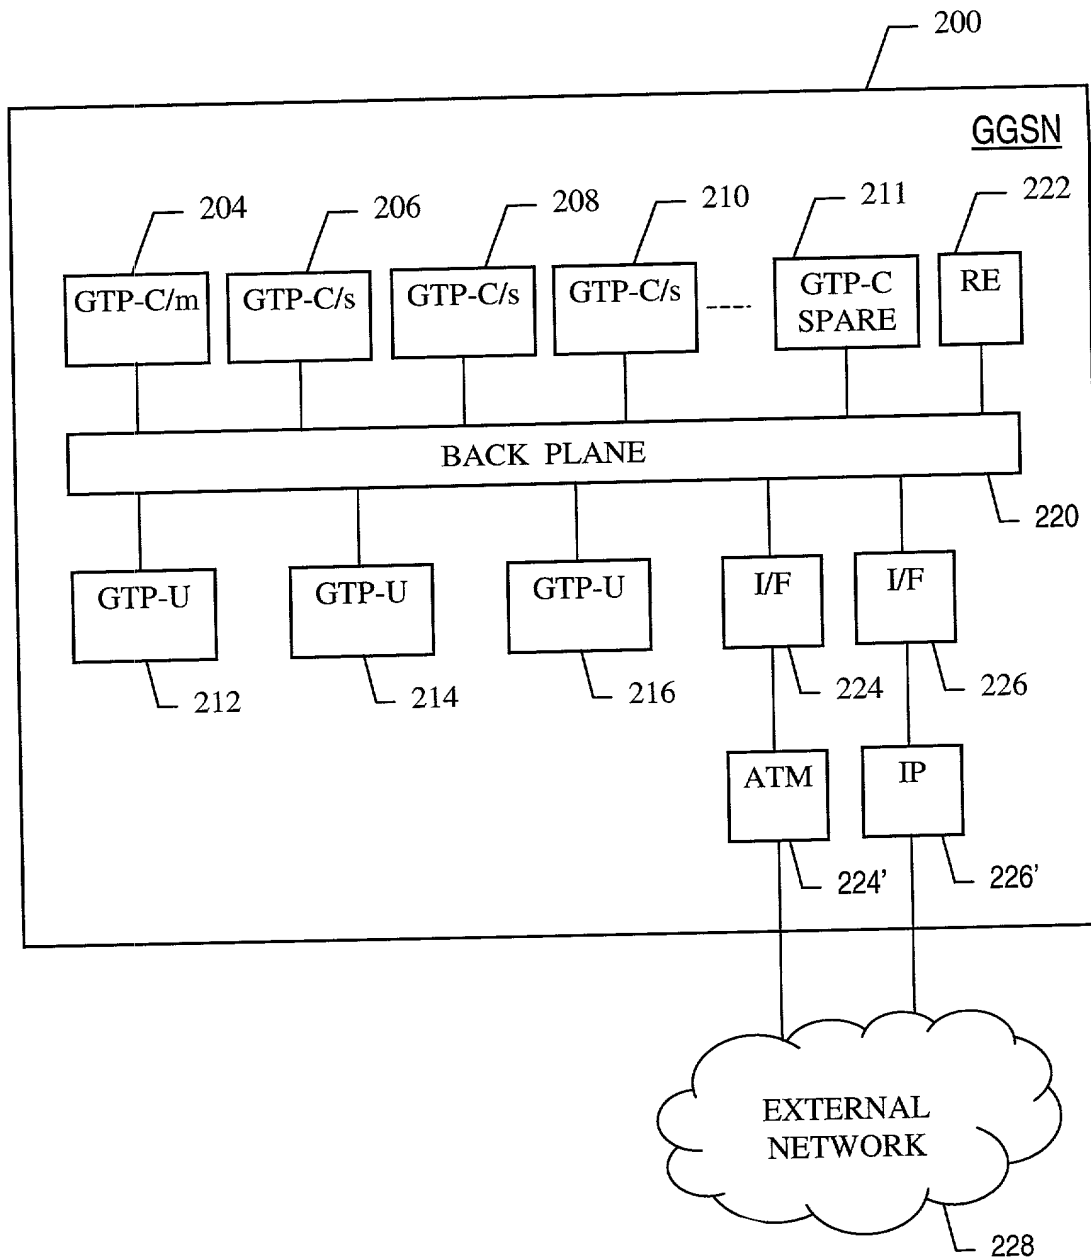 200
GGSN
204
206
208
210
211
222
GTP-C/m
GTP-C/s
GTP-C/s
GTP-C/s
----
GTP-C
SPARE
RE
BACK PLANE
220
GTP-U
GTP-U
GTP-U
I/F
I/F
212
214
216
224
226
ATM
IP
224'
226'
EXTERNAL
NETWORK
228